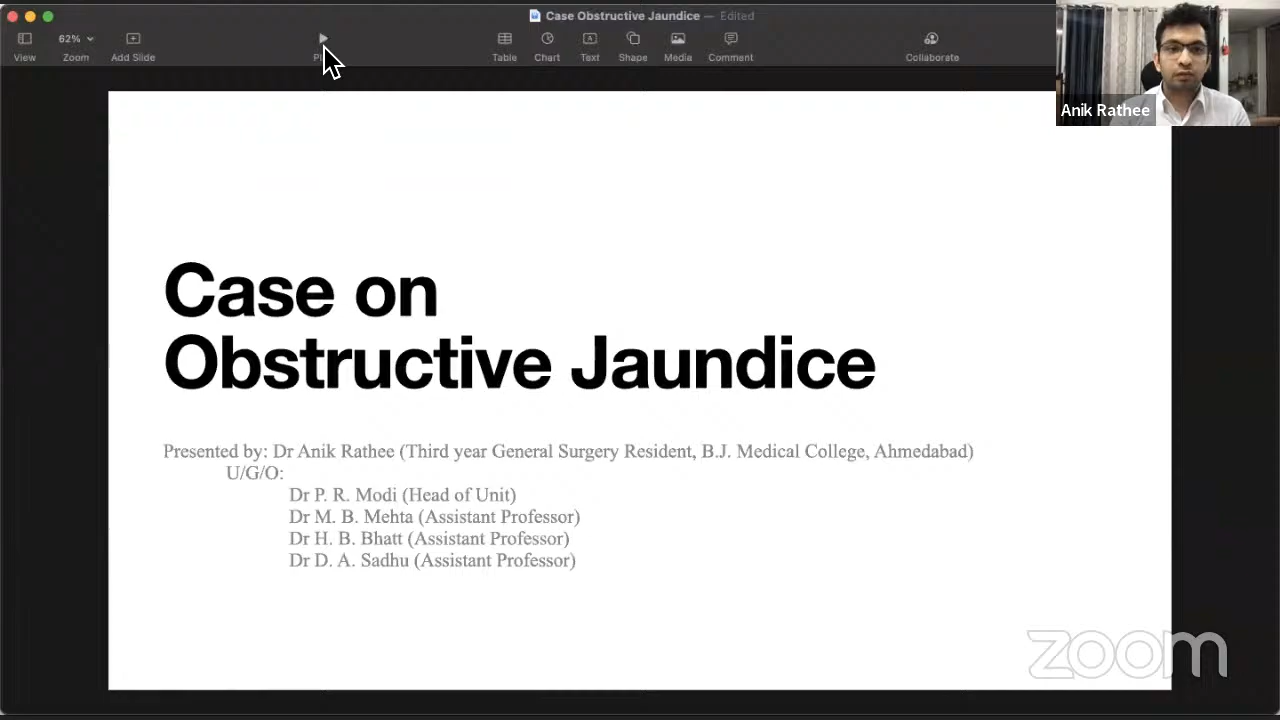 Case Obstructive Jaundice — Edited
62%
View
Zoom
Add Slide
Table
Chart
Text
Shape
Media
Comment
Collaborate
Anik Rathee
Case on
Obstructive Jaundice
Presented by: Dr Anik Rathee (Third year General Surgery Resident, B.J. Medical College, Ahmedabad)
U/G/O:
Dr P. R. Modi (Head of Unit)
Dr M. B. Mehta (Assistant Professor)
Dr H. B. Bhatt (Assistant Professor)
Dr D. A. Sadhu (Assistant Professor)
zoom